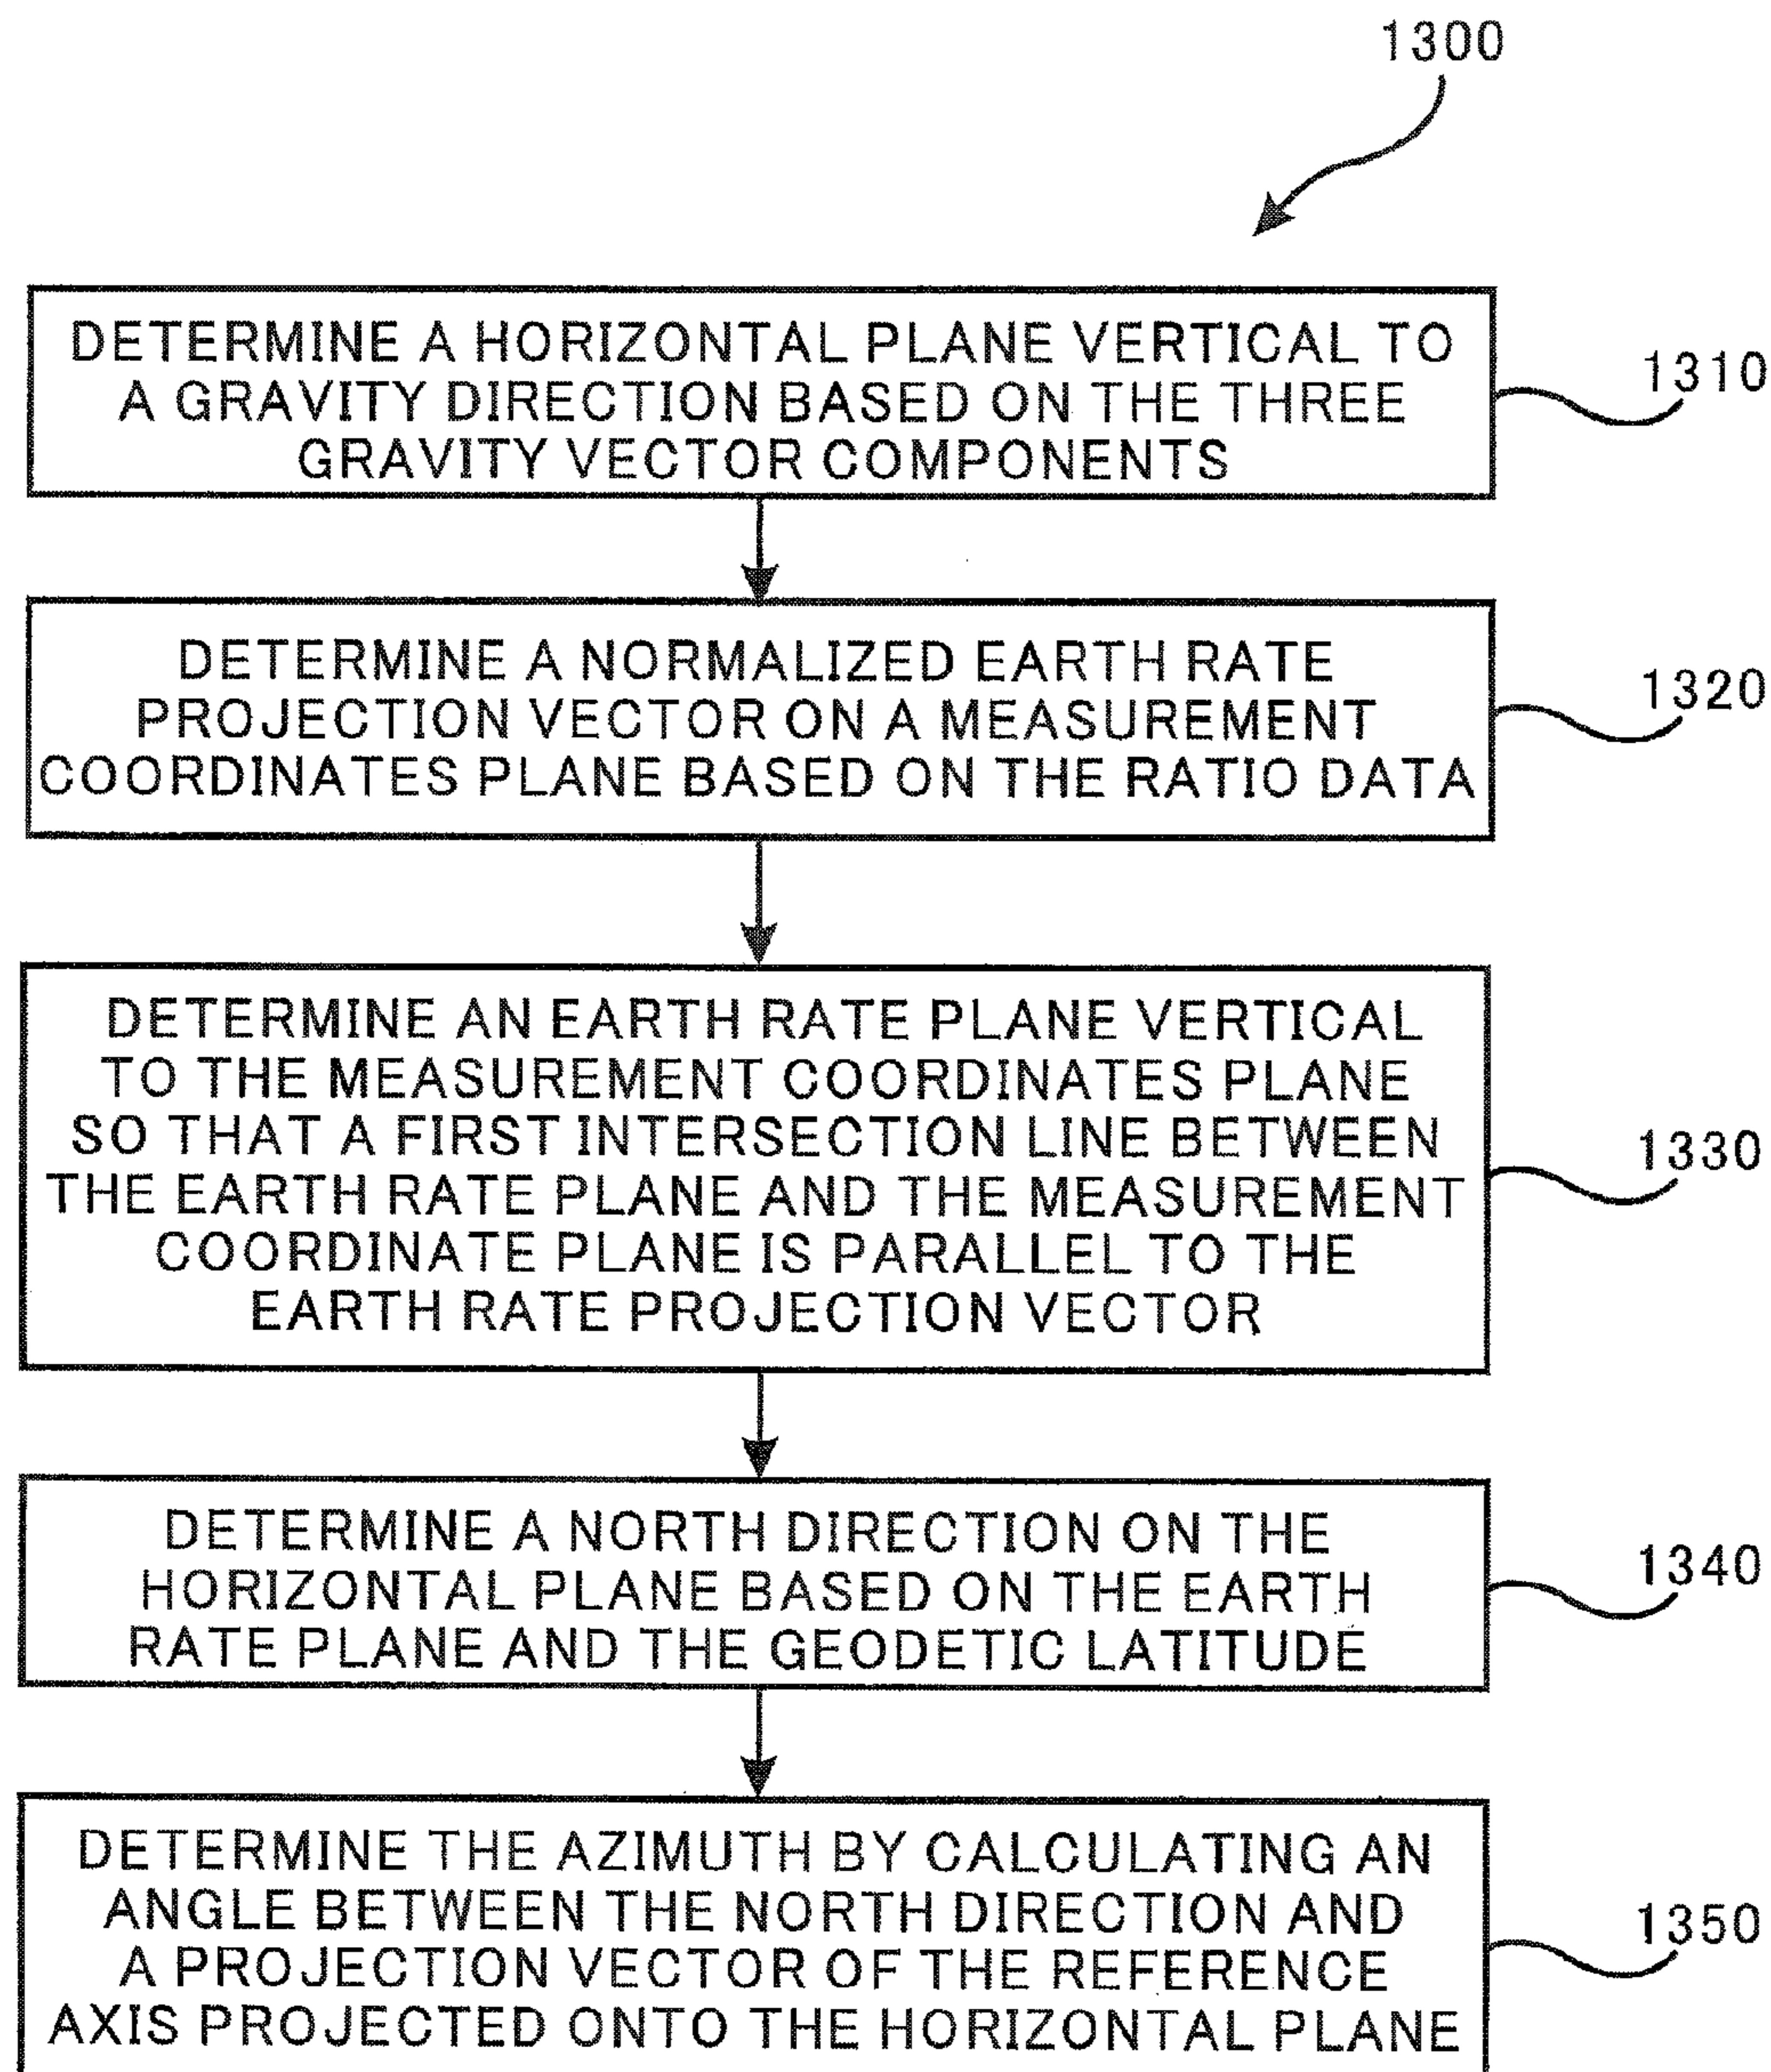 1300
DETERMINE A HORIZONTAL PLANE VERTICAL TO
A GRAVITY DIRECTION BASED ON THE THREE
GRAVITY VECTOR COMPONENTS
1310
DETERMINE A NORMALIZED EARTH RATE
PROJECTION VECTOR ON A MEASUREMENT
COORDINATES PLANE BASED ON THE RATIO DATA
1320
DETERMINE AN EARTH RATE PLANE VERTICAL
TO THE MEASUREMENT COORDINATES PLANE
SO THAT A FIRST INTERSECTION LINE BETWEEN
THE EARTH RATE PLANE AND THE MEASUREMENT
COORDINATE PLANE IS PARALLEL TO THE
EARTH RATE PROJECTION VECTOR
1330
DETERMINE A NORTH DIRECTION ON THE
HORIZONTAL PLANE BASED ON THE EARTH
RATE PLANE AND THE GEODETIC LATITUDE
1340
DETERMINE THE AZIMUTH BY CALCULATING AN
ANGLE BETWEEN THE NORTH DIRECTION AND
A PROJECTION VECTOR OF THE REFERENCE
AXIS PROJECTED ONTO THE HORIZONTAL PLANE
1350